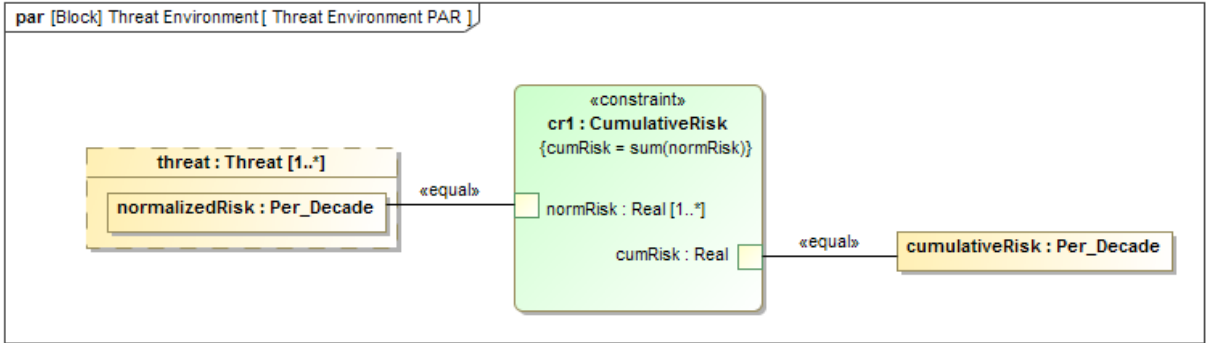 par [Block] Threat Environment [ Threat Environment PAR ]
«constraint»
cr1 : CumulativeRisk
{cumRisk = sum(normRisk)}
threat : Threat [1..*]
normalizedRisk : Per_Decade
«equal»
normRisk : Real [1..*]
cumRisk : Real
«equal»
cumulativeRisk : Per_Decade